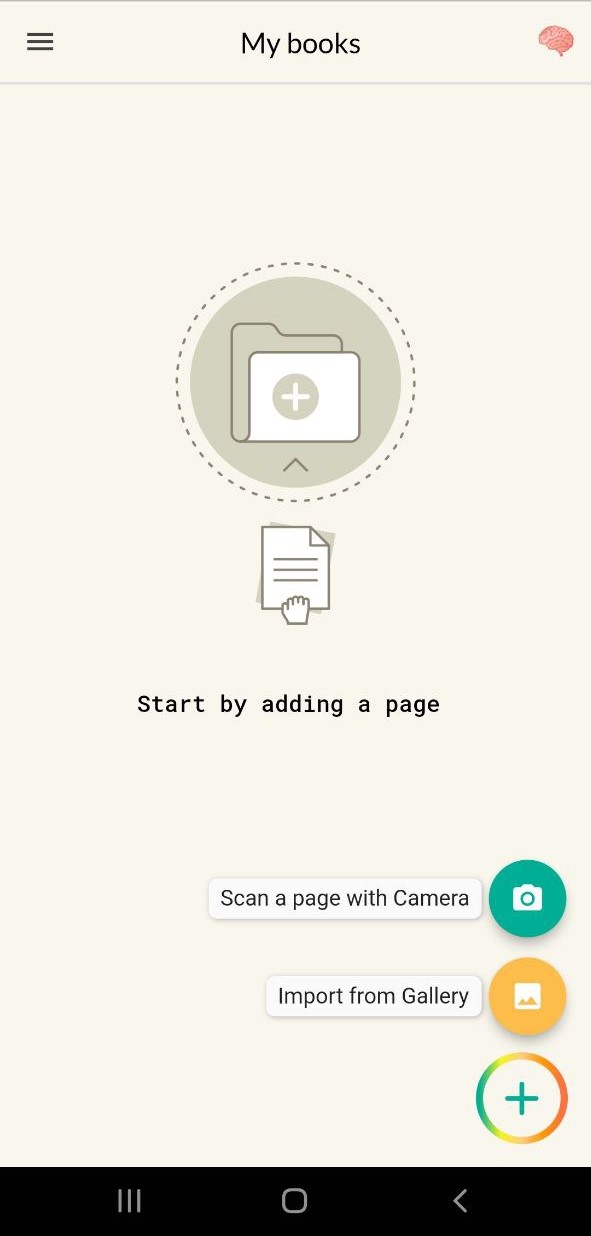 My books
Start by adding a page
Scan a page with Camera
Import from Gallery